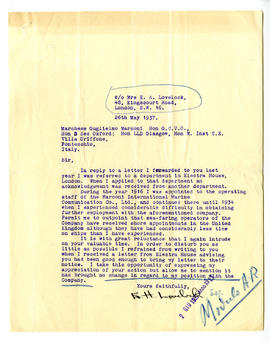 c/o Mrs E. A. Lovelock,
48, Kingscourt Road,
London, S.W. 16.
26th May 1937.
Marchese Guglielmo Marconi Hon G.C.V.O.,
Hon D Sec Oxford: Hon LLD Glasgow, Hon M. Inst C.E.
Villa Griffone,
Pontecchio,
Italy.
Sir,
In reply to a letter I forwarded to you last
year I was referred to a department in Electra House,
London. When I applied to that department an
acknowledgment was received from another department.
During the year 1916 I was appointed to the operating
staff of the Marconi International Marine
Communication Co. Ltd., and continued there until 1934
when I experienced considerable difficulty in obtaining
further employment with the aforementioned company.
Permit me to outpoint that sea-faring operators of the
Company have received shore appointments in the United
Kingdom although they had considerably less time
on ships than I have experienced.
It is with great reluctance that I again intrude
on your valuable time. In order to disturb you as
little as possible I refrained from writing to you
when I received a letter from Electra House advising
you has been good enough to bring my letter to their
notice. I take this opportunity of expressing my
appreciation of your action but allow me to mention it
has brought no change in regard to my position with the
Company.
Yours faithfully,